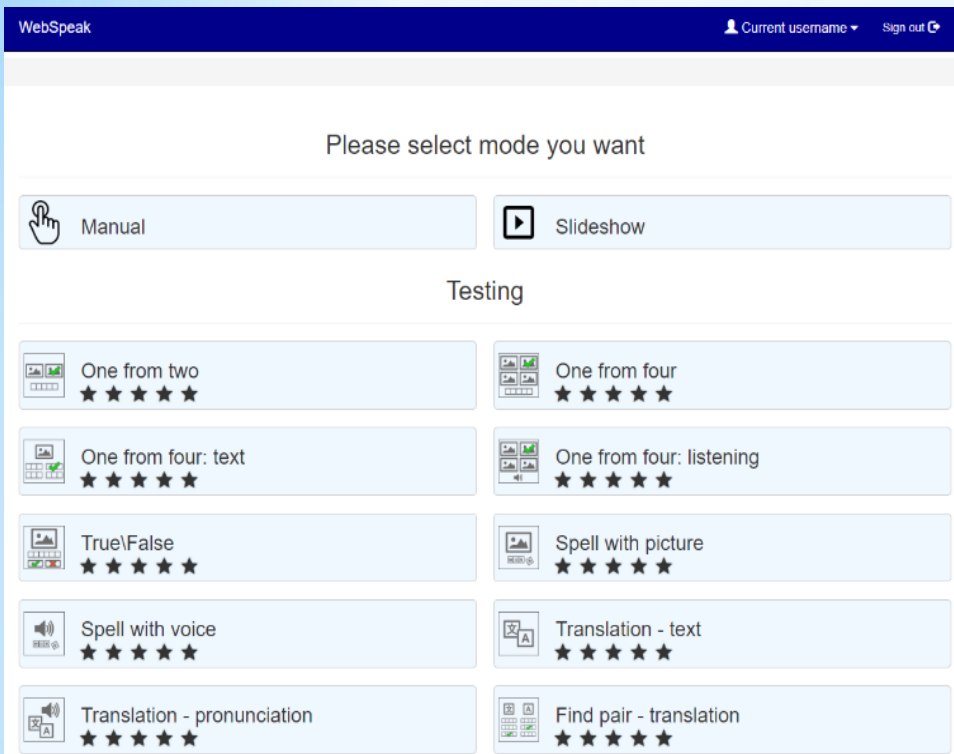 WebSpeak Current username Sign out
Please select mode you want
Manual Slideshow
Testing
One from two One from four
One from four: text One from four: listening
True\False Spell with picture
Spell with voice Translation - text
Translation - pronunciation Find pair - translation